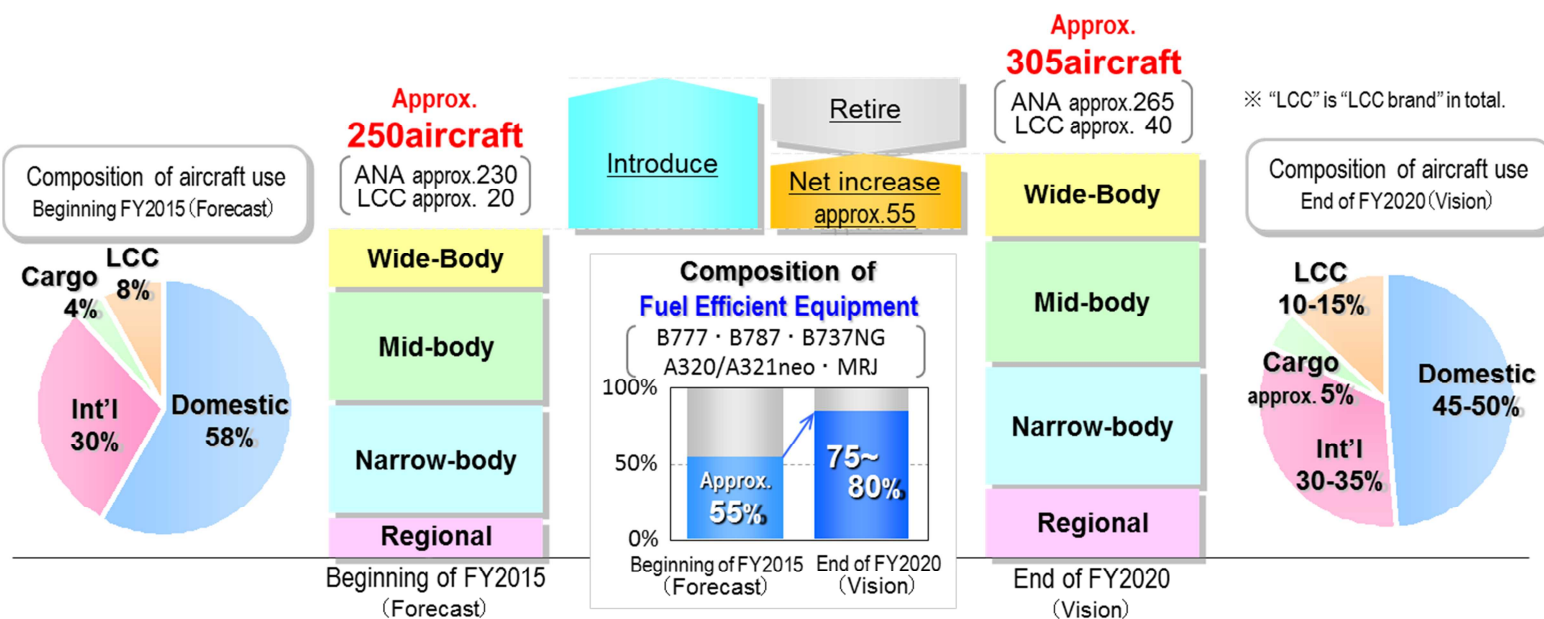 Composition of aircraft use
Beginning FY2015(Forecast)
LCC
8%
Cargo
4%
Int'l
30%
Domestic
58%
Approx.
250aircraft
ANA approx.230
LCC approx. 20
Wide-Body
Mid-body
Narrow-body
Regional
Beginning of FY2015
(Forecast)
Introduce
Retire
Net increase
approx.55
Composition of
Fuel Efficient Equipment
B777・B787・B737NG
A320/A321neo・MRJ
100%
50%
0%
Approx.
55%
75~
80%
Beginning of FY2015
(Forecast)
End of FY2020
(Vision)
Approx.
305aircraft
ANA approx.265
LCC approx. 40
Wide-Body
Mid-body
Narrow-body
Regional
End of FY2020
(Vision)
※ “LCC” is “LCC brand” in total.
Composition of aircraft use
End of FY2020(Vision)
LCC
10-15%
Cargo
approx. 5%
Int'l
30-35%
Domestic
45-50%